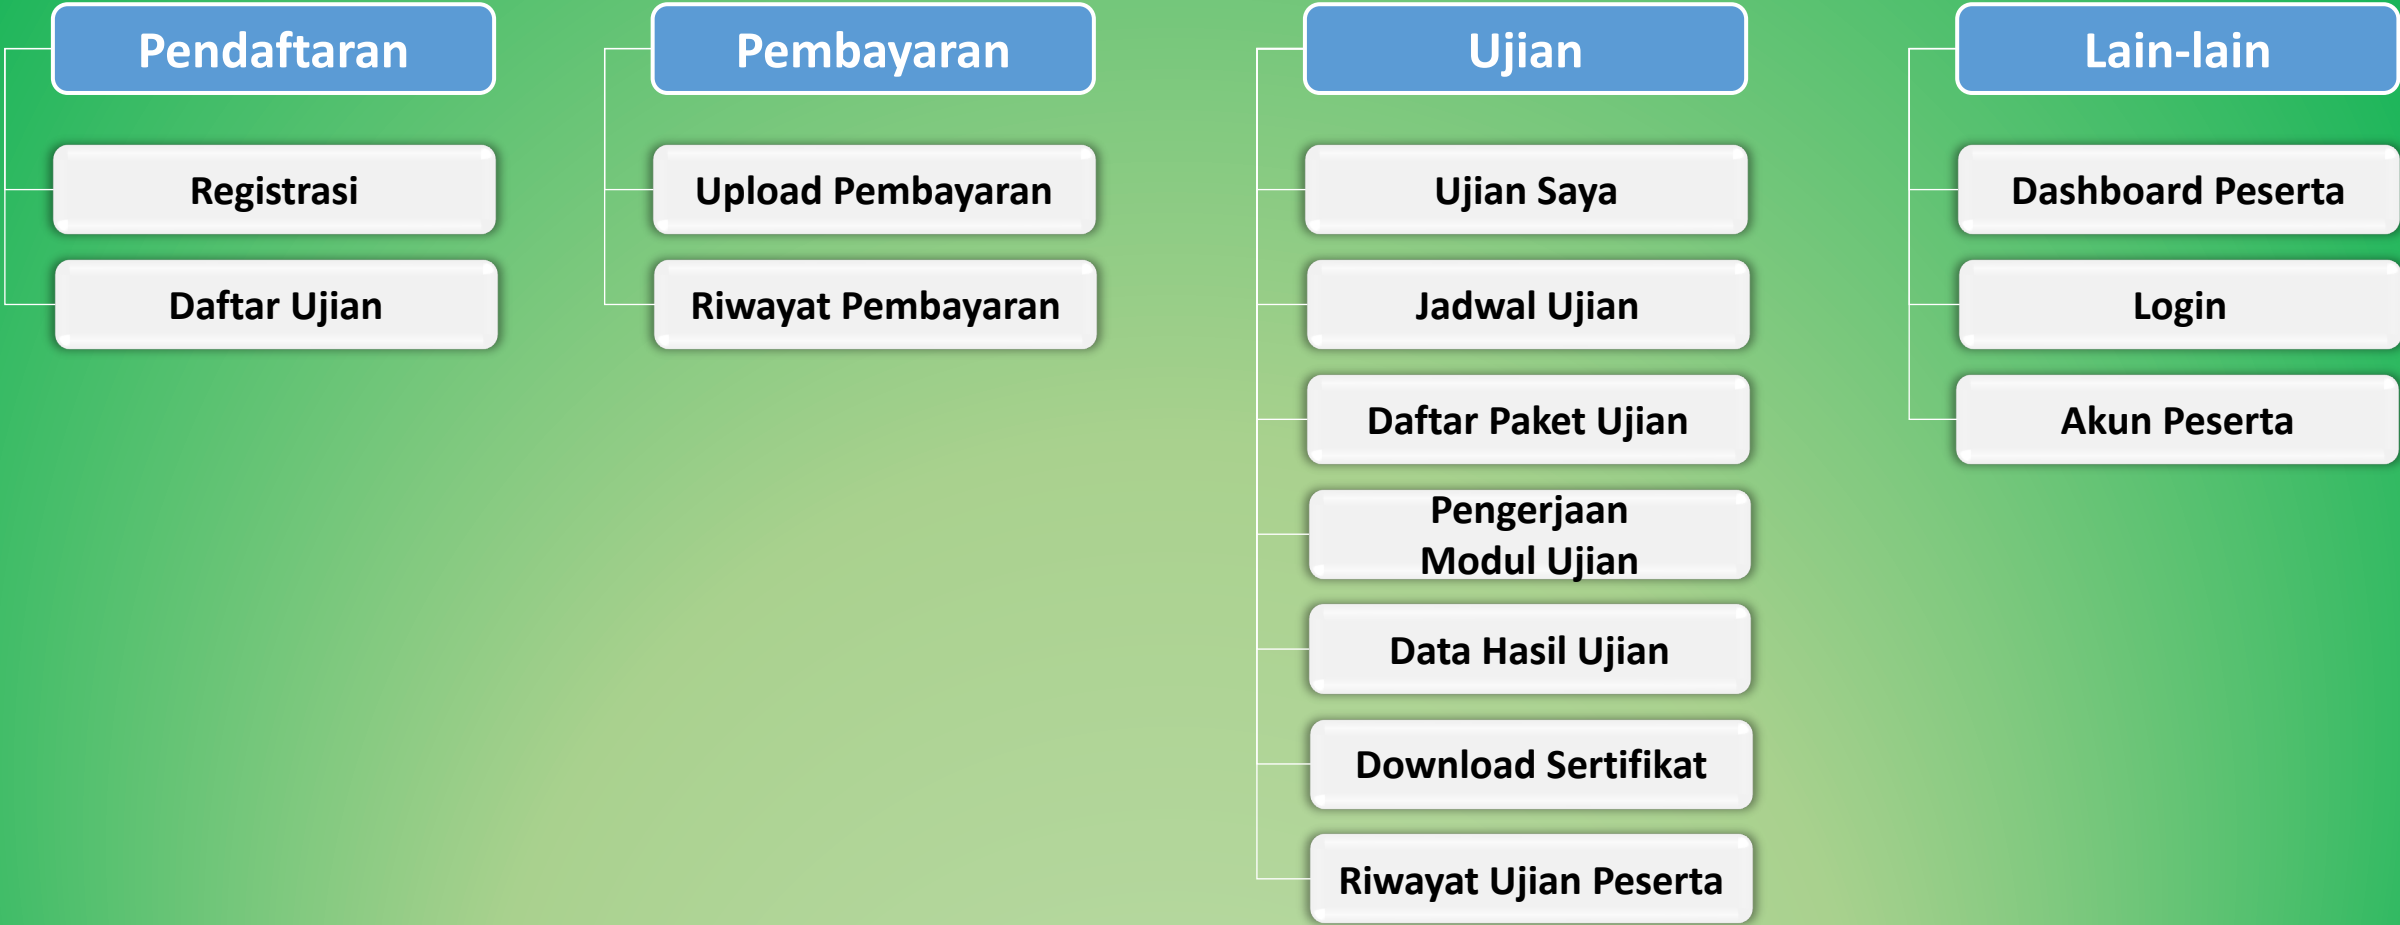 Pendaftaran
Registrasi
Daftar Ujian
Pembayaran
Upload Pembayaran
Riwayat Pembayaran
Ujian
Ujian Saya
Jadwal Ujian
Daftar Paket Ujian
Pengerjaan
Modul Ujian
Data Hasil Ujian
Download Sertifikat
Riwayat Ujian Peserta
Lain-lain
Dashboard Peserta
Login
Akun Peserta